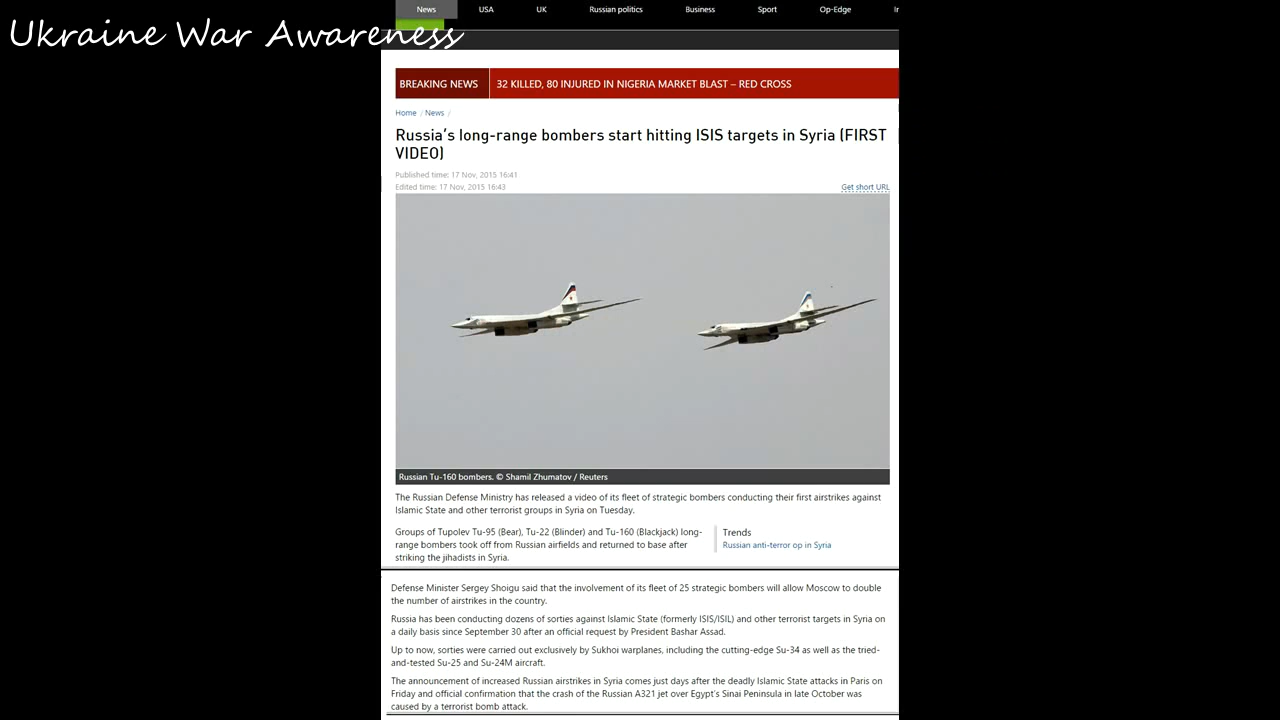 News USA UK Russian politics Business Sport Op-Edge
Ukraine War Awareness
BREAKING NEWS 32 KILLED, 80 INJURED IN NIGERIA MARKET BLAST – RED CROSS
Home / News /
Russia's long-range bombers start hitting ISIS targets in Syria (FIRST
VIDEO)
Published time: 17 Nov, 2015 16:41
Edited time: 17 Nov, 2015 16:43
Get short URL
Russian Tu-160 bombers. © Shamil Zhumatov / Reuters
The Russian Defense Ministry has released a video of its fleet of strategic bombers conducting their first airstrikes against
Islamic State and other terrorist groups in Syria on Tuesday.
Groups of Tupolev Tu-95 (Bear), Tu-22 (Blinder) and Tu-160 (Blackjack) long-
range bombers took off from Russian airfields and returned to base after
striking the jihadists in Syria.
Trends
Russian anti-terror op in Syria
Defense Minister Sergey Shoigu said that the involvement of its fleet of 25 strategic bombers will allow Moscow to double
the number of airstrikes in the country.
Russia has been conducting dozens of sorties against Islamic State (formerly ISIS/ISIL) and other terrorist targets in Syria on
a daily basis since September 30 after an official request by President Bashar Assad.
Up to now, sorties were carried out exclusively by Sukhoi warplanes, including the cutting-edge Su-34 as well as the tried-
and-tested Su-25 and Su-24M aircraft.
The announcement of increased Russian airstrikes in Syria comes just days after the deadly Islamic State attacks in Paris on
Friday and official confirmation that the crash of the Russian A321 jet over Egypt's Sinai Peninsula in late October was
caused by a terrorist bomb attack.